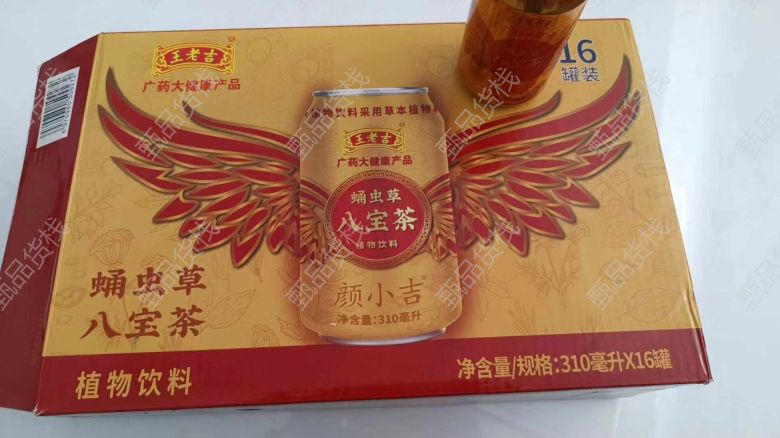 王老吉
广药大健康产品
16
罐装
植物饮料采用草本植物
王老吉
广药大健康产品
蛹虫草
八宝茶
植物饮料
颜小吉
净含量:310毫升
蛹虫草
八宝茶
植物饮料
净含量/规格:310毫升X16罐
甄品货栈